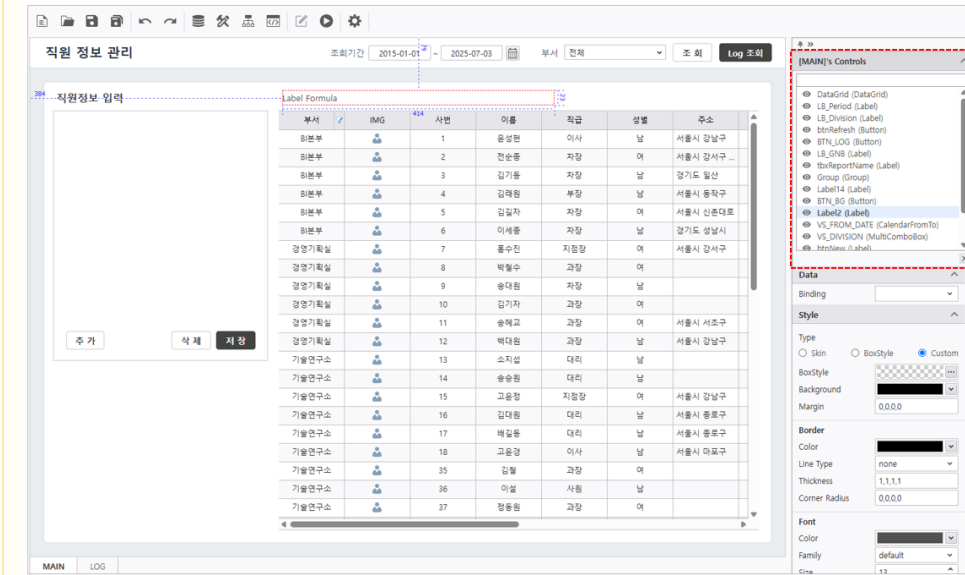 직원 정보 관리
조회기간 2015-01-01 ~ 2025-07-03 부서 전체 조 회 Log 조회
79
384 직원정보 입력
Label Formula 23
414
부서 IMG 사번 이름 직급 성별 주소
BI본부 1 윤성현 이사 남 서울시 강남구
BI본부 2 전순종 차장 여 서울시 강서구 ...
BI본부 3 김기동 차장 남 경기도 일산
BI본부 4 김래원 부장 남 서울시 동작구
BI본부 5 김길자 차장 여 서울시 신촌대로
BI본부 6 이세종 차장 남 경기도 성남시
경영기획실 7 홍수진 지점장 여 서울시 강서구
경영기획실 8 박철수 과장 여
경영기획실 9 송대원 차장 남
경영기획실 10 김기자 과장 여
경영기획실 11 송혜교 과장 여 서울시 서초구
경영기획실 12 백대원 과장 남 서울시 강남구
기술연구소 13 소지섭 대리 남
기술연구소 14 송승원 대리 남
기술연구소 15 고윤정 지점장 여 서울시 강남구
기술연구소 16 김대원 대리 남 서울시 종로구
기술연구소 17 배길동 대리 남 서울시 종로구
기술연구소 18 고윤경 이사 남 서울시 마포구
기술연구소 35 김철 과장 여
기술연구소 36 이설 사원 남
기술연구소 37 정동원 과장 여
추 가 삭 제 저 장
MAIN LOG
[MAIN]'s Controls
DataGrid (DataGrid)
LB_Period (Label)
LB_Division (Label)
btnRefresh (Button)
BTN_LOG (Button)
LB_GNB (Label)
tbxReportName (Label)
Group (Group)
Label14 (Label)
BTN_BG (Button)
Label2 (Label)
VS_FROM_DATE (CalendarFromTo)
VS_DIVISION (MultiComboBox)
btnNew (Label)
Data
Binding
Style
Type
Skin BoxStyle Custom
BoxStyle
Background
Margin 0,0,0,0
Border
Color
Line Type none
Thickness 1,1,1,1
Corner Radius 0,0,0,0
Font
Color
Family default
Size 13